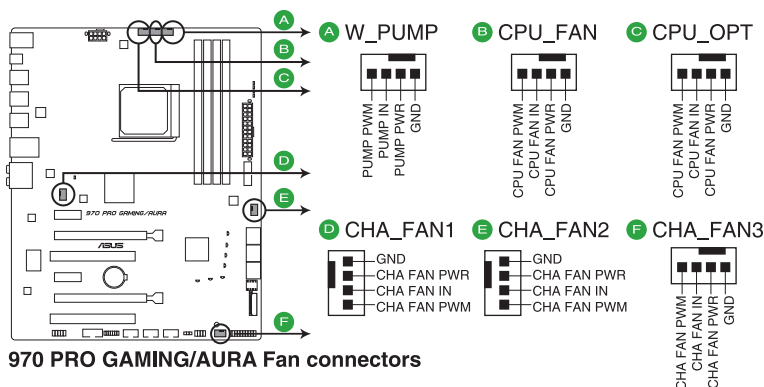 A
B
C
D
E
F
970 PRO GAMING/AURA
ASUS
A W_PUMP
PUMP PWM
PUMP IN
PUMP PWR
GND
B CPU_FAN
CPU FAN PWM
CPU FAN IN
CPU FAN PWR
GND
C CPU_OPT
CPU FAN PWM
CPU FAN IN
CPU FAN PWR
GND
D CHA_FAN1
GND
CHA FAN PWR
CHA FAN IN
CHA FAN PWM
E CHA_FAN2
GND
CHA FAN PWR
CHA FAN IN
CHA FAN PWM
F CHA_FAN3
CHA FAN PWM
CHA FAN IN
CHA FAN PWR
GND
970 PRO GAMING/AURA Fan connectors